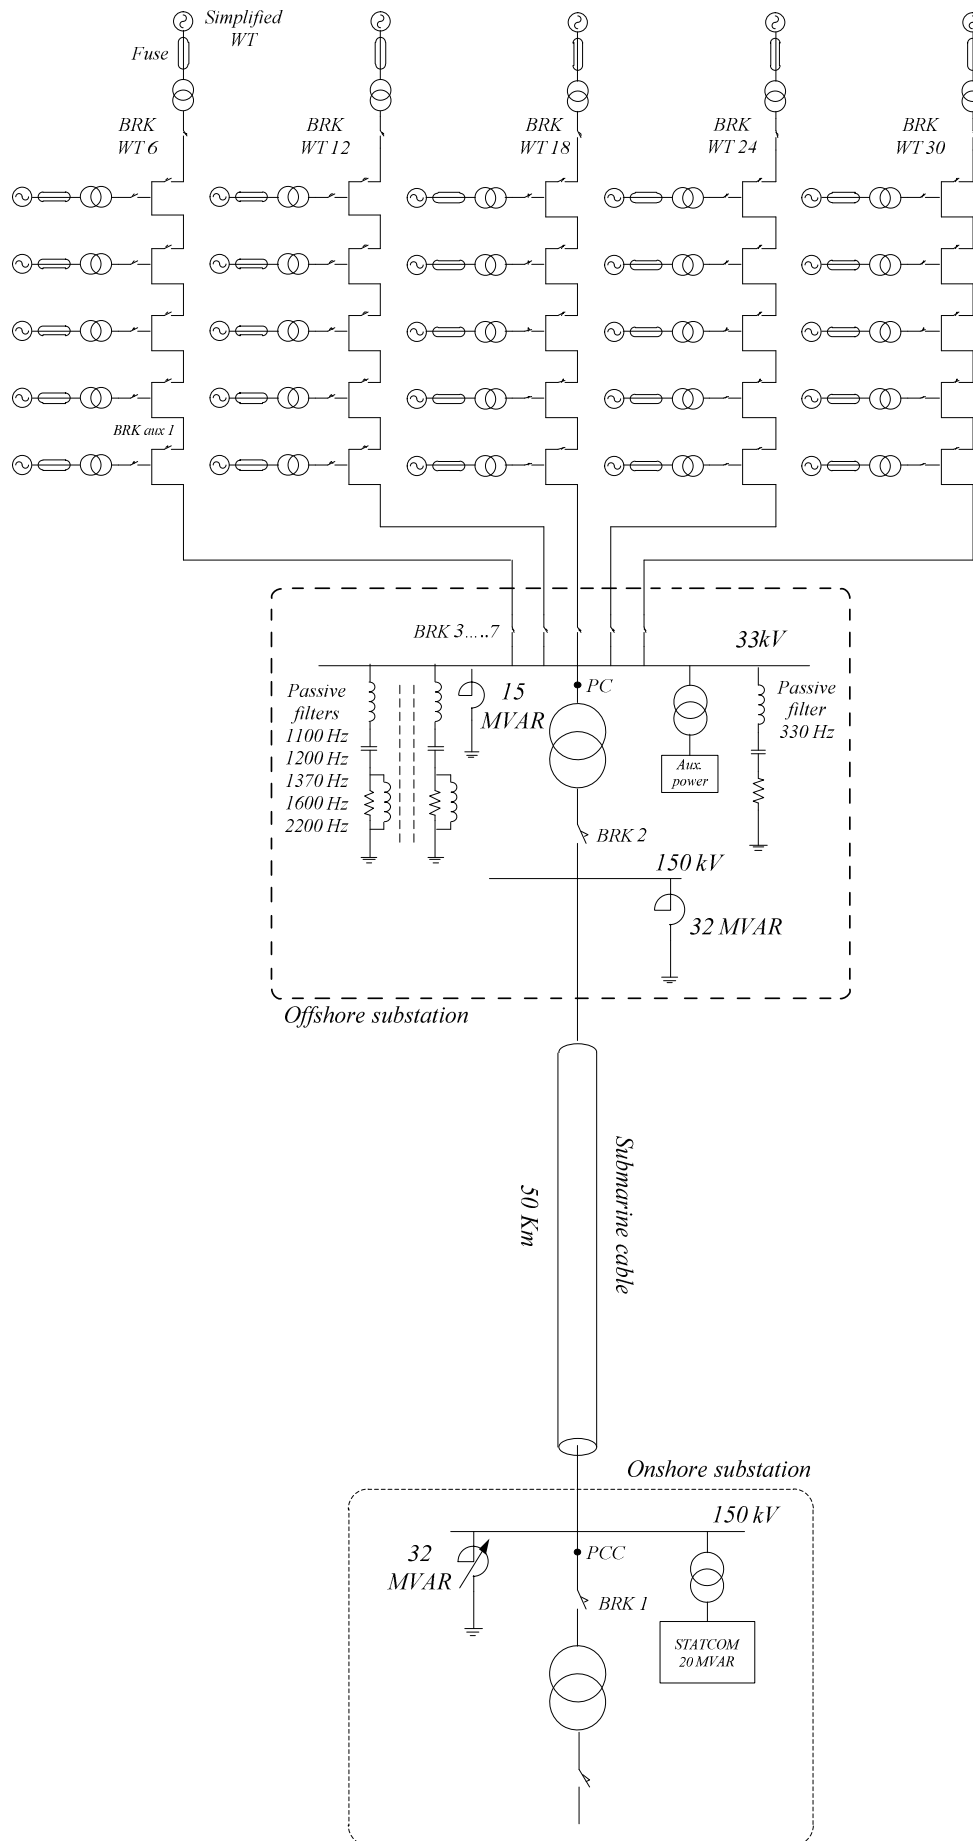 Simplified
WT
Fuse
BRK
WT 6
BRK
WT 12
BRK
WT 18
BRK
WT 24
BRK
WT 30
BRK aux 1
BRK 3.....7
33kV
Passive
filters
1100 Hz
1200 Hz
1370 Hz
1600 Hz
2200 Hz
15
MVAR
PC
Aux.
power
Passive
filter
330 Hz
BRK 2
150 kV
32 MVAR
Offshore substation
Submarine cable
50 Km
Onshore substation
150 kV
32
MVAR
PCC
BRK 1
STATCOM
20 MVAR